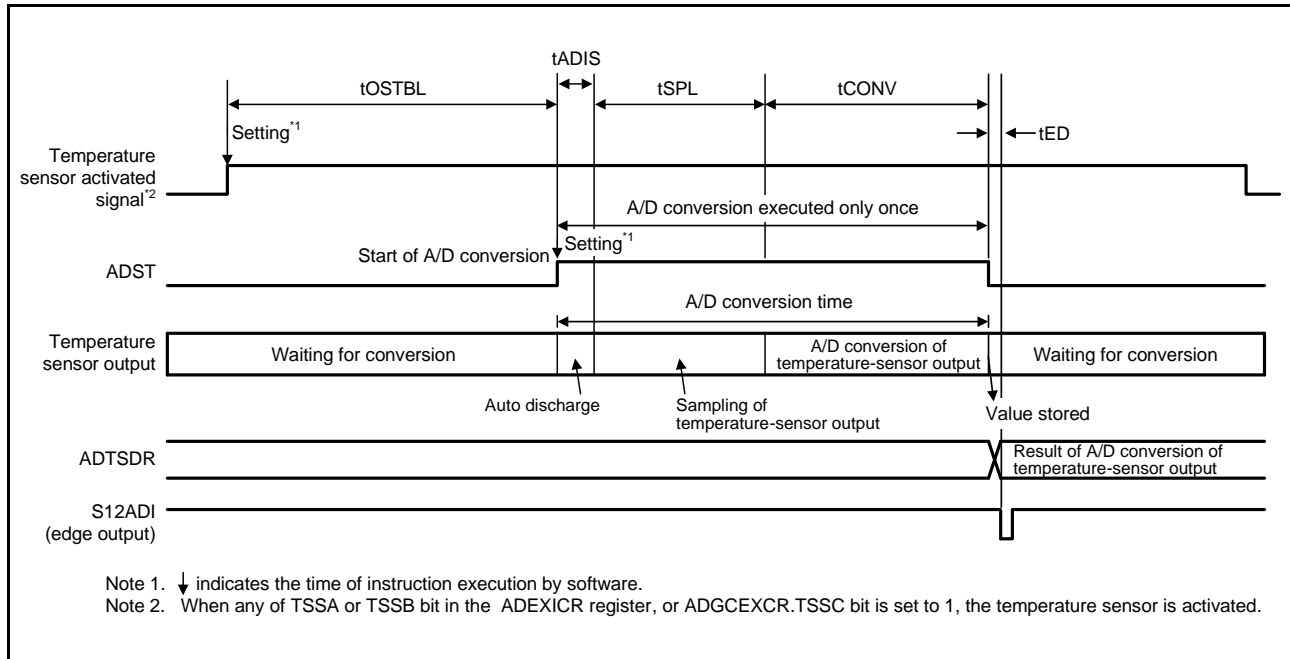 tADIS
tOSTBL
tSPL
tCONV
tED
Setting*1
Temperature
sensor activated
signal*2
A/D conversion executed only once
Start of A/D conversion
Setting*1
ADST
A/D conversion time
Temperature
sensor output
Waiting for conversion
A/D conversion of
temperature-sensor output
Waiting for conversion
Auto discharge
Sampling of
temperature-sensor output
Value stored
ADTSDR
Result of A/D conversion of
temperature-sensor output
S12ADI
(edge output)
Note 1. ↓ indicates the time of instruction execution by software.
Note 2. When any of TSSA or TSSB bit in the ADEXICR register, or ADGCEXCR.TSSC bit is set to 1, the temperature sensor is activated.